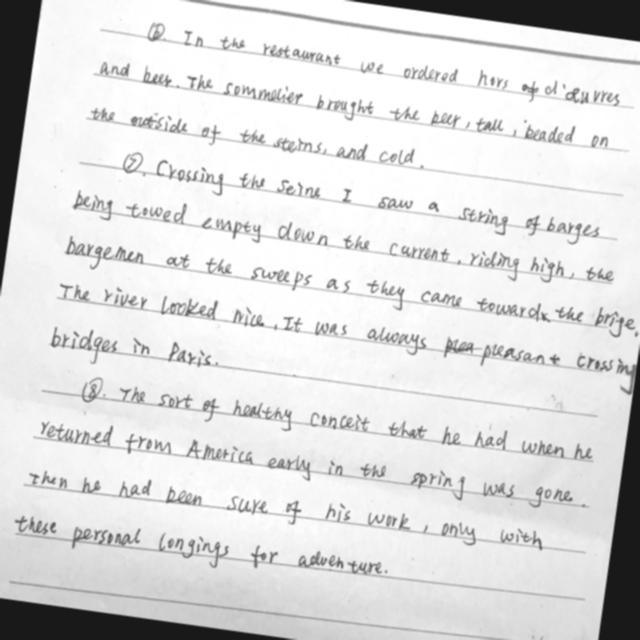 ⑥ In the restaurant we ordered hors d'œuvres
and beer. The sommelier brought the beer, tall, beaded on
the outside of the steins, and cold.
⑦. Crossing the Seine I saw a string of barges
being towed empty down the current, riding high, the
bargemen at the sweeps as they came toward the brige.
The river looked nice. It was always pleasant crossing
bridges in Paris.
⑧. The sort of healthy conceit that he had when he
returned from America early in the spring was gone.
Then he had been sure of his work, only with
these personal longings for adventure.